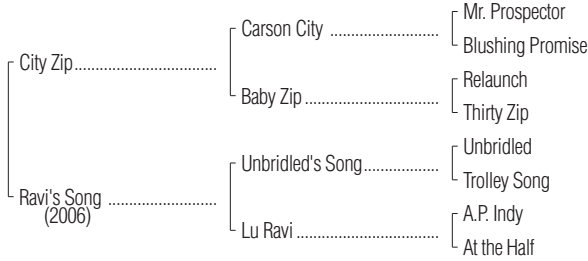 Mr. Prospector
Carson City ......................
Blushing Promise
City Zip.............................
Relaunch
Baby Zip...........................
Thirty Zip
Unbridled
Unbridled's Song...............
Trolley Song
Ravi's Song ......................
(2006)
A.P. Indy
Lu Ravi .............................
At the Half